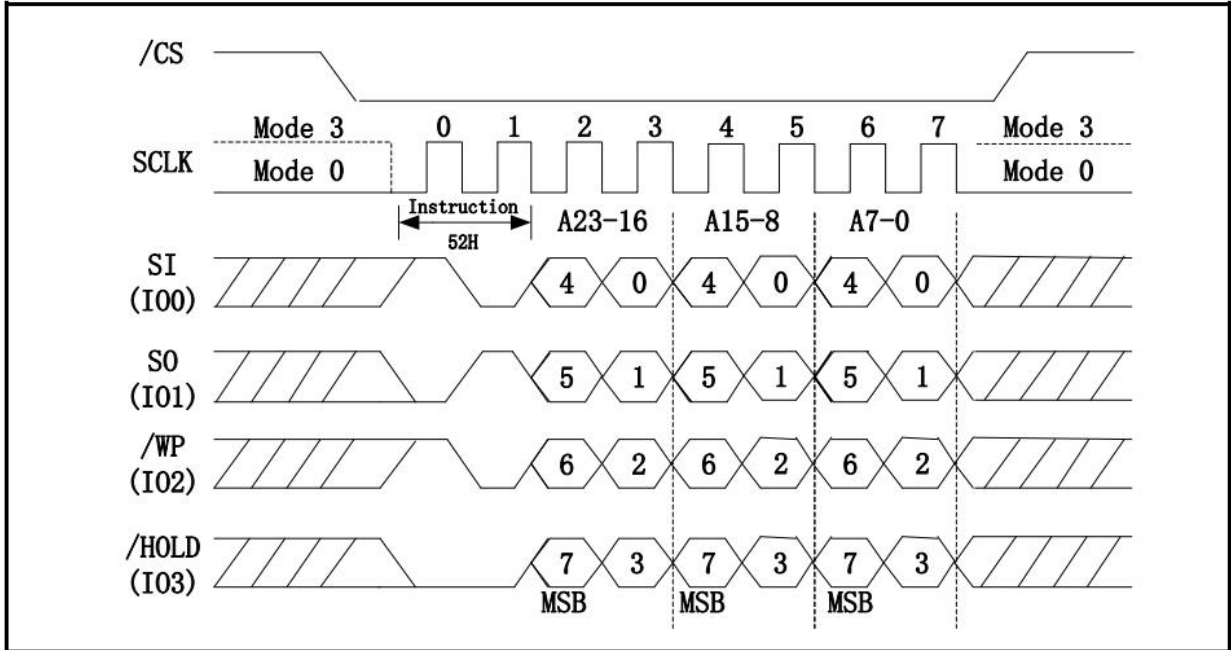 /CS
Mode 3 0 1 2 3 4 5 6 7 Mode 3
SCLK
Mode 0 Mode 0
Instruction
A23-16 A15-8 A7-0
52H
SI
(IO0)
4 0 4 0 4 0
SO
(IO1)
5 1 5 1 5 1
/WP
(IO2)
6 2 6 2 6 2
/HOLD
(IO3)
7 3 7 3 7 3
MSB MSB MSB